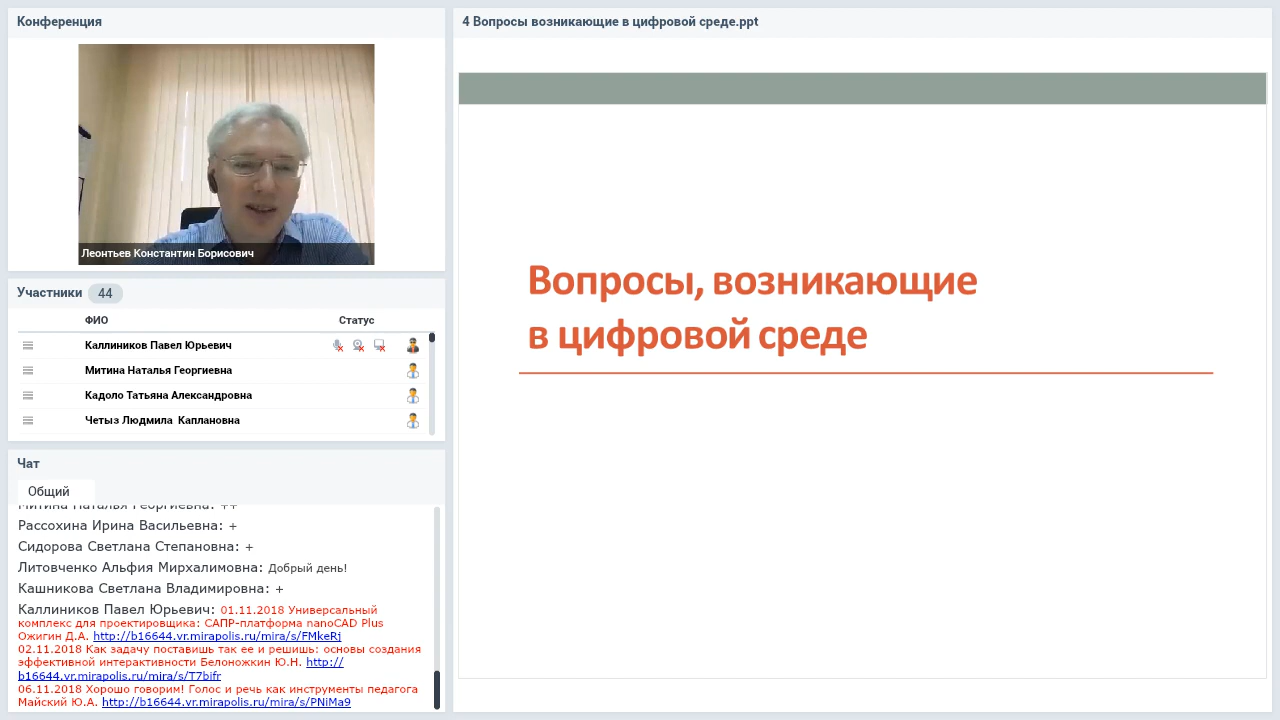 Конференция
Леонтьев Константин Борисович
Участники 44
ФИО Статус
Каллиников Павел Юрьевич
Митина Наталья Георгиевна
Кадоло Татьяна Александровна
Четыз Людмила Каплановна
Чат
Общий
Митина Наталья Георгиевна: ++
Рассохина Ирина Васильевна: +
Сидорова Светлана Степановна: +
Литовченко Альфия Мирхалимовна: Добрый день!
Кашникова Светлана Владимировна: +
Каллиников Павел Юрьевич: 01.11.2018 Универсальный
комплекс для проектировщика: САПР-платформа nanoCAD Plus
Ожигин Д.А. http://b16644.vr.mirapolis.ru/mira/s/FMkeRj
02.11.2018 Как задачу поставишь так ее и решишь: основы создания
эффективной интерактивности Белоножкин Ю.Н. http://
b16644.vr.mirapolis.ru/mira/s/T7bifr
06.11.2018 Хорошо говорим! Голос и речь как инструменты педагога
Майский Ю.А. http://b16644.vr.mirapolis.ru/mira/s/PNiMa9
4 Вопросы возникающие в цифровой среде.ppt
Вопросы, возникающие
в цифровой среде